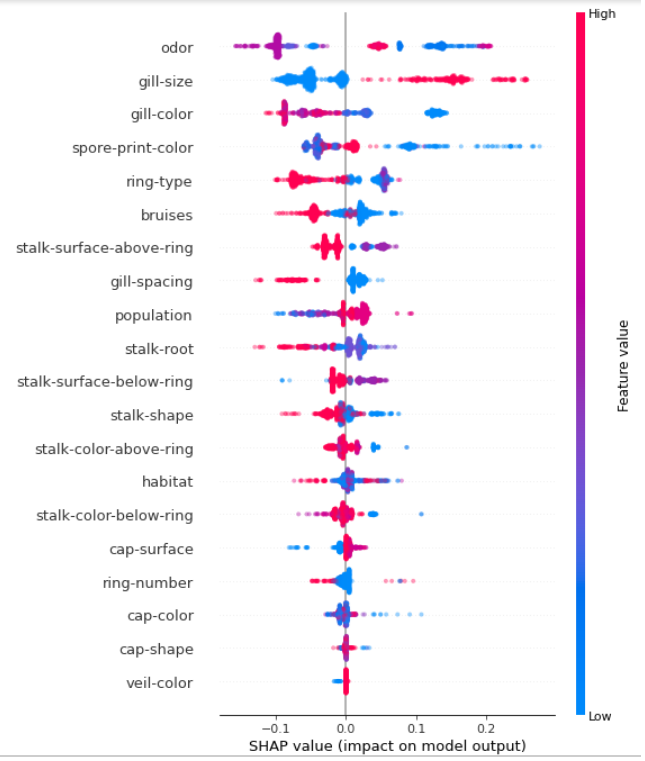 High
odor
gill-size
gill-color
spore-print-color
ring-type
bruises
stalk-surface-above-ring
gill-spacing
population
stalk-root
stalk-surface-below-ring
stalk-shape
stalk-color-above-ring
habitat
stalk-color-below-ring
cap-surface
ring-number
cap-color
cap-shape
veil-color
Feature value
Low
−0.1 0.0 0.1 0.2
SHAP value (impact on model output)